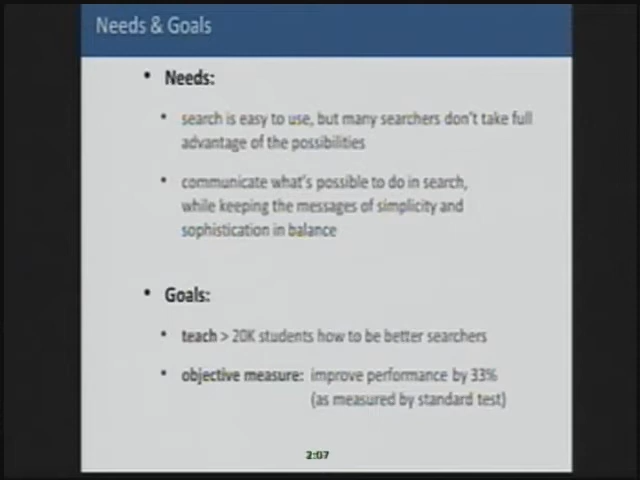 Needs & Goals
• Needs:
• search is easy to use, but many searchers don't take full
advantage of the possibilities
• communicate what's possible to do in search,
while keeping the messages of simplicity and
sophistication in balance
• Goals:
• teach > 20K students how to be better searchers
• objective measure: improve performance by 33%
(as measured by standard test)
2:07